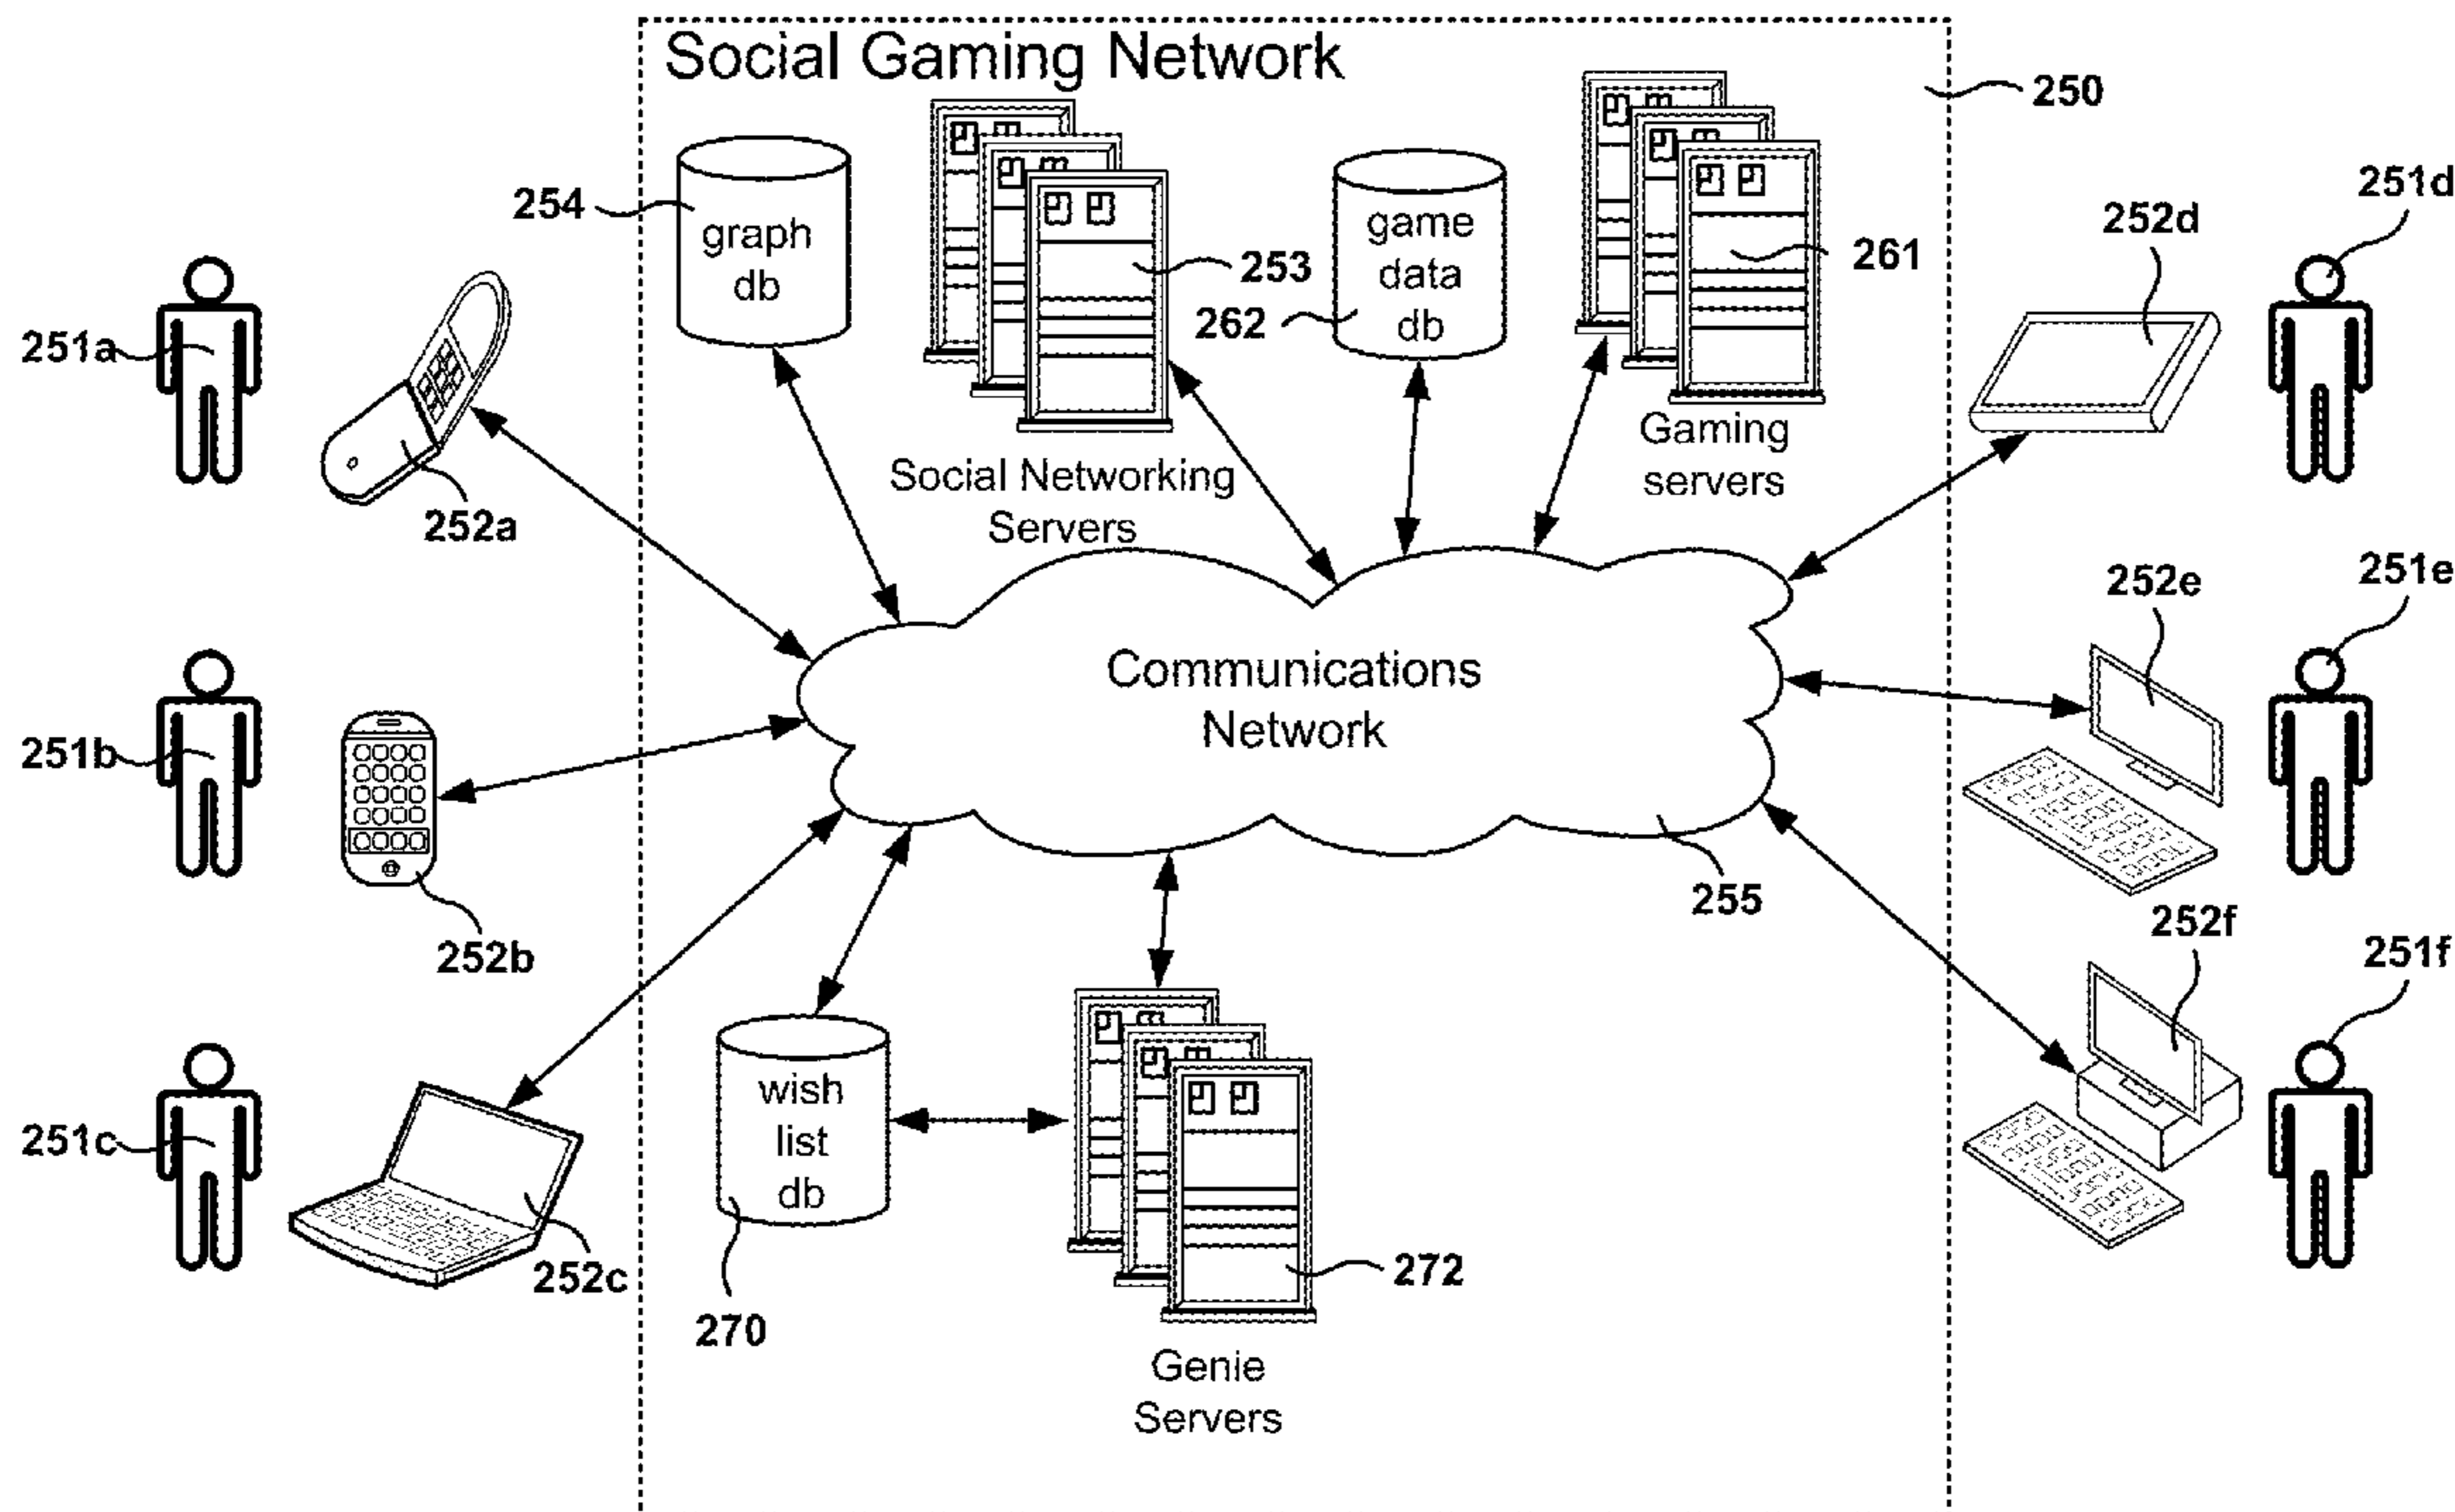 Social Gaming Network
250
251d
254
graph
db
253
game
data
db
262
261
252d
251a
Gaming
servers
Social Networking
Servers
252a
251e
252e
Communications
Network
251b
255
252f
251f
252b
wish
list
db
251c
252c
272
270
Genie
Servers